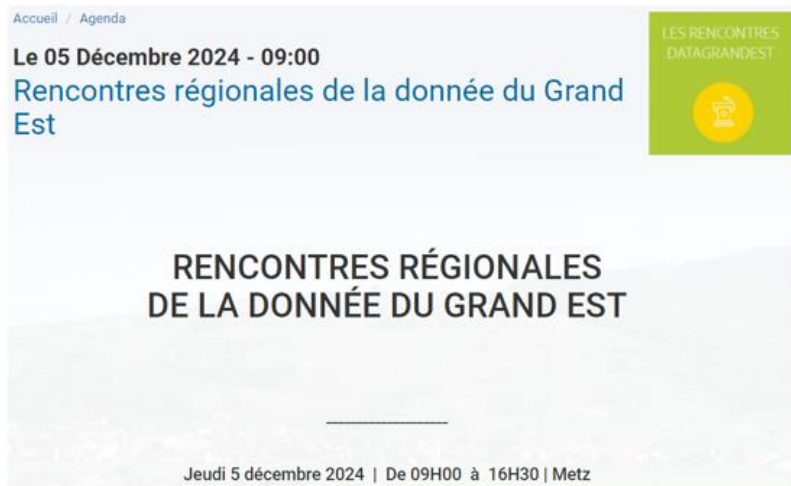 Accueil / Agenda
Le 05 Décembre 2024 - 09:00
Rencontres régionales de la donnée du Grand
Est
LES RENCONTRES
DATAGRANDEST
RENCONTRES RÉGIONALES
DE LA DONNÉE DU GRAND EST
____________________
Jeudi 5 décembre 2024 | De 09H00 à 16H30 | Metz